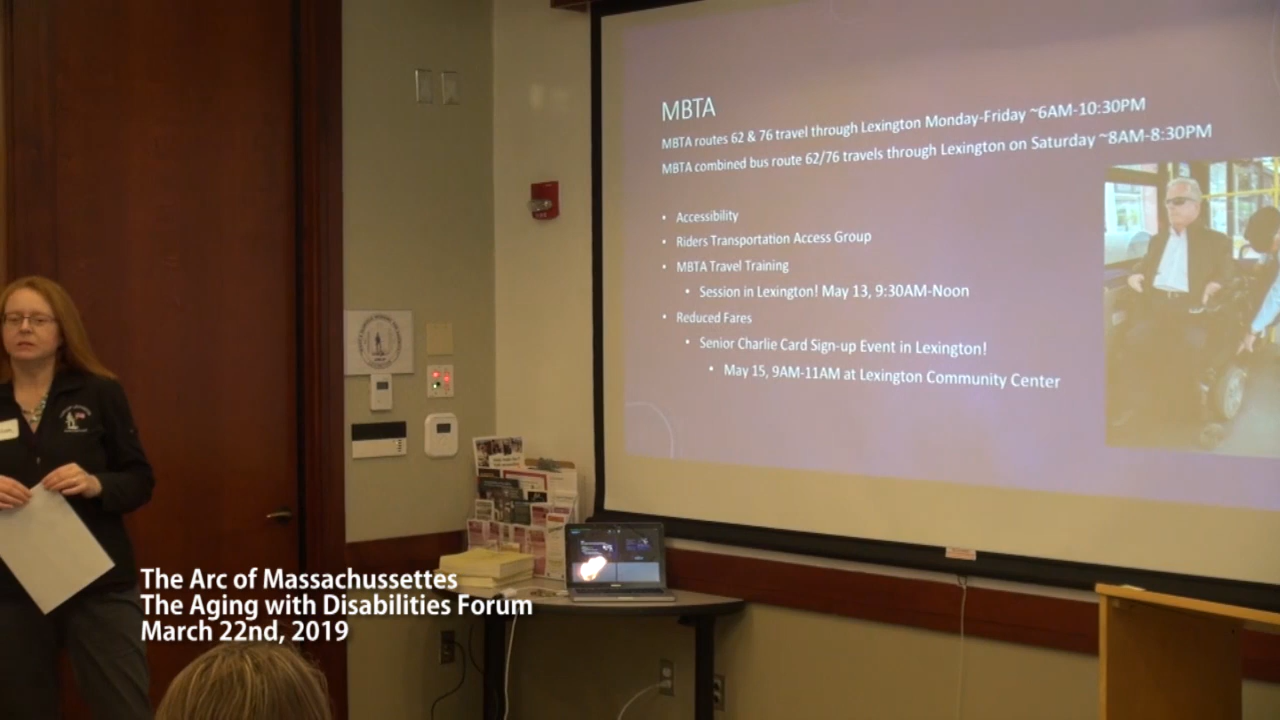 MBTA
MBTA routes 62 & 76 travel through Lexington Monday-Friday ~6AM-10:30PM
MBTA combined bus route 62/76 travels through Lexington on Saturday ~8AM-8:30PM
• Accessibility
• Riders Transportation Access Group
• MBTA Travel Training
• Session in Lexington! May 13, 9:30AM-Noon
• Reduced Fares
• Senior Charlie Card Sign-up Event in Lexington!
• May 15, 9AM-11AM at Lexington Community Center
The Arc of Massachussettes
The Aging with Disabilities Forum
March 22nd, 2019